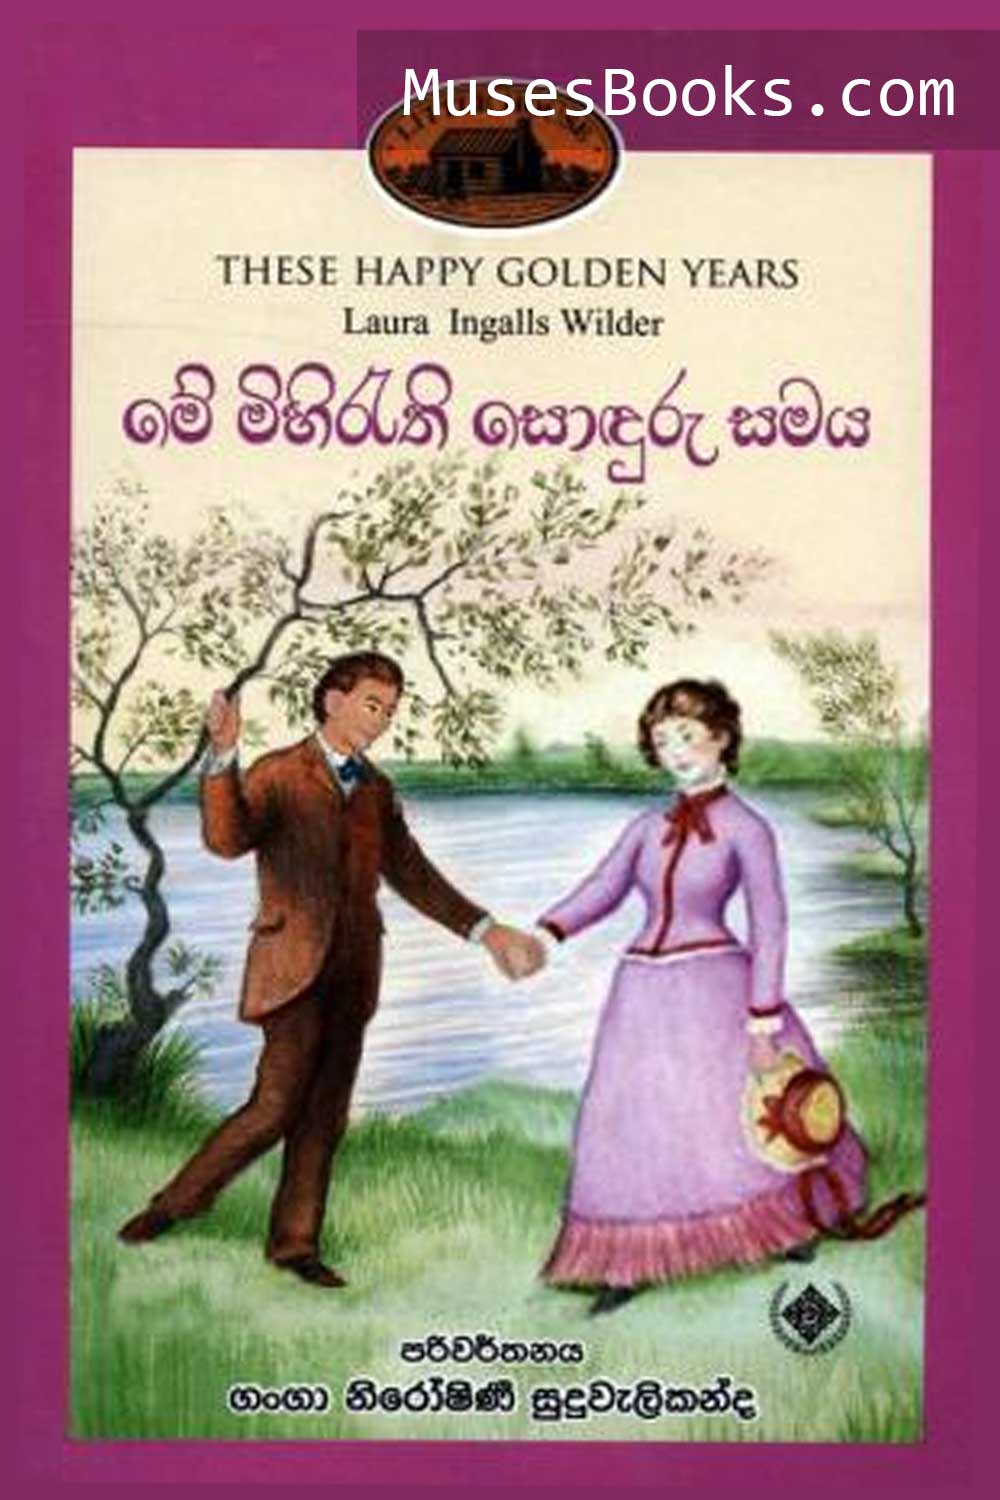 MusesBooks.com
THESE HAPPY GOLDEN YEARS
Laura Ingalls Wilder
මේ මිහිරැති සොඳුරු සමය
පරිවර්තනය
ගංගා නිරෝෂිණී සුදුවැලිකන්ද